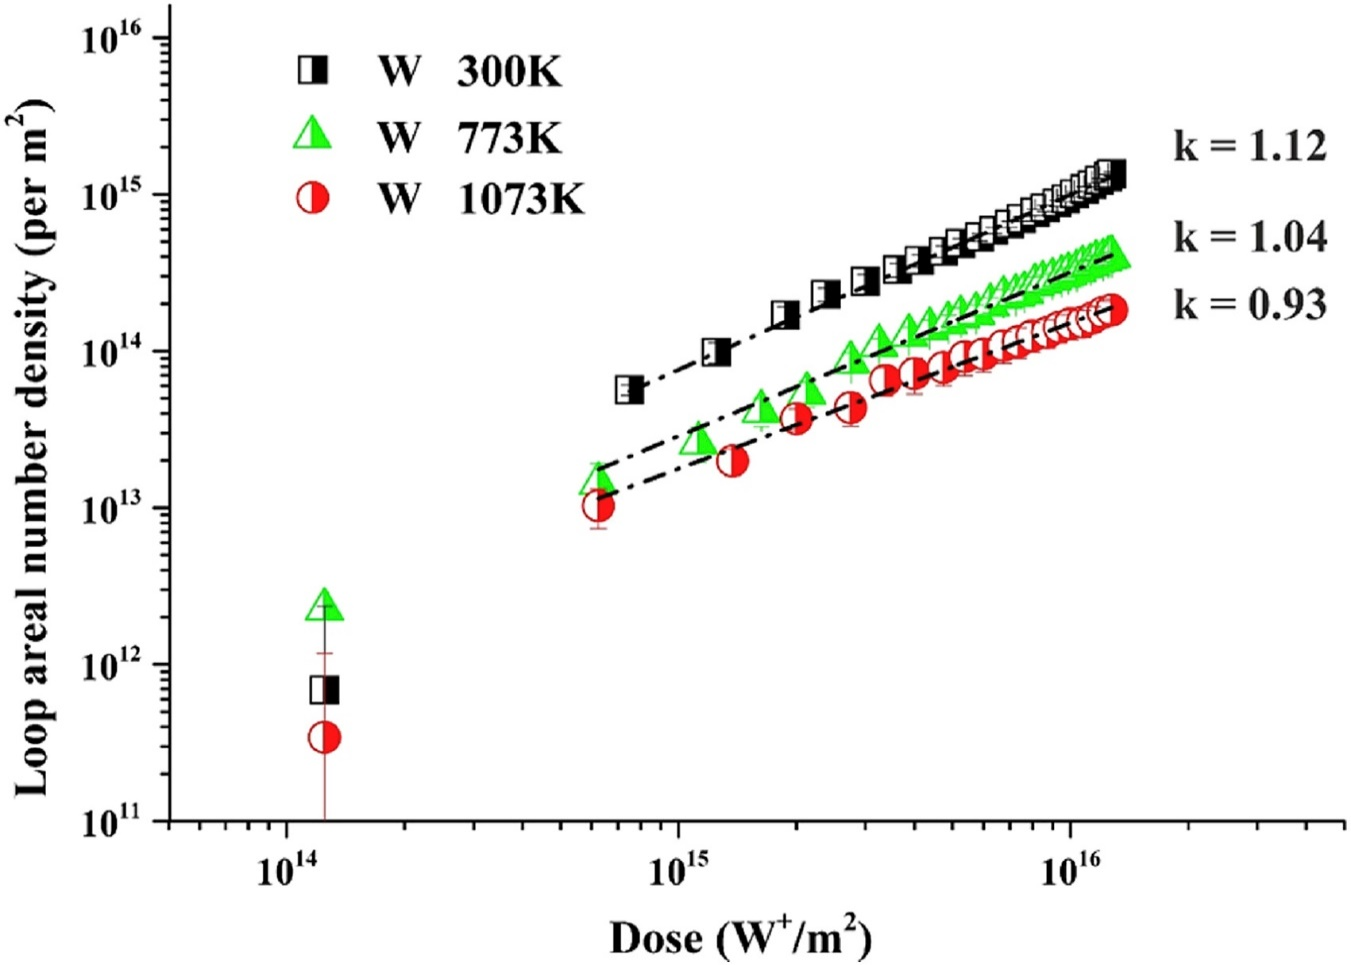 10^16
10^15
10^14
10^13
10^12
10^11
Loop areal number density (per m^2)
W 300K
W 773K
W 1073K
k = 1.12
k = 1.04
k = 0.93
10^14 10^15 10^16
Dose (W^+/m^2)